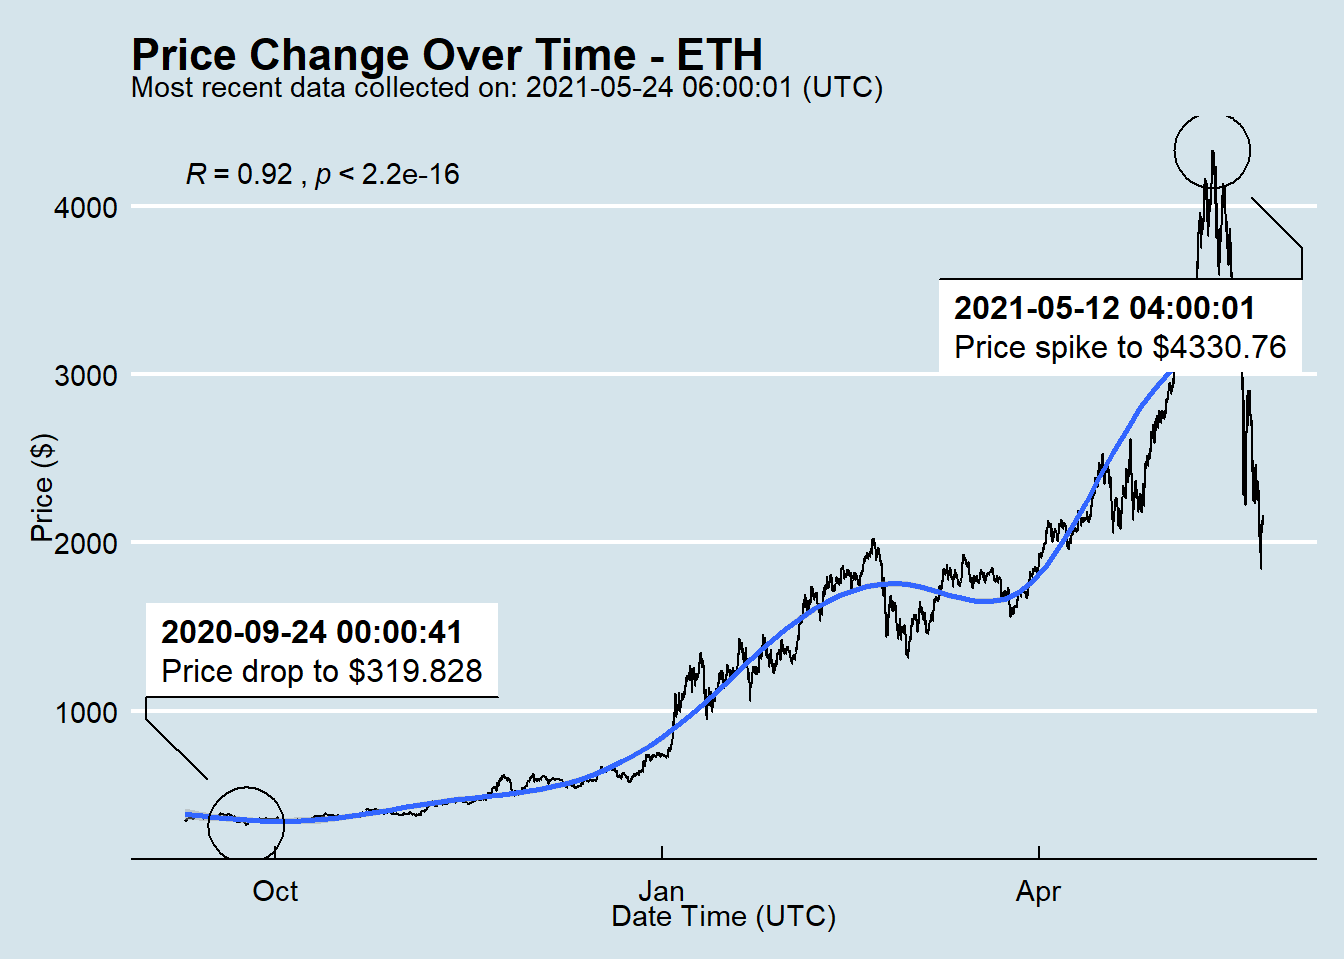 Price Change Over Time - ETH
Most recent data collected on: 2021-05-24 06:00:01 (UTC)
R = 0.92 , p < 2.2e-16
4000
3000
2000
1000
Price ($)
2021-05-12 04:00:01
Price spike to $4330.76
2020-09-24 00:00:41
Price drop to $319.828
Oct Jan Apr
Date Time (UTC)